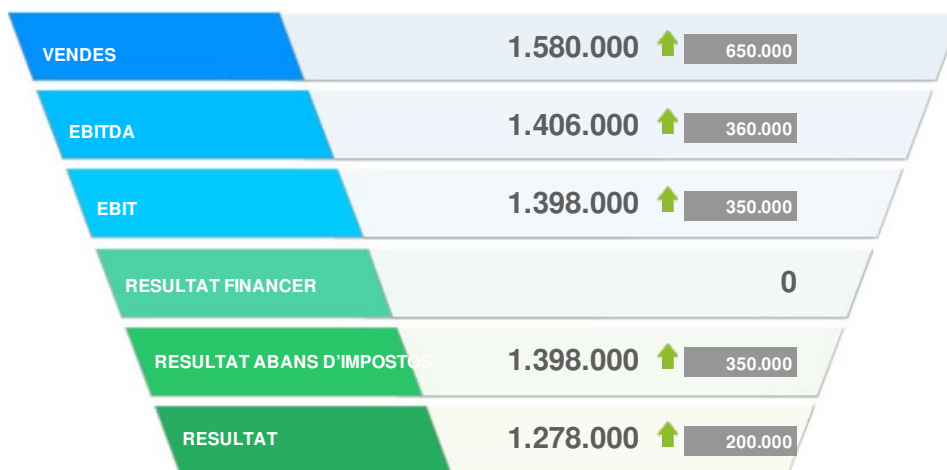 VENDES 1.580.000 650.000
EBITDA 1.406.000 360.000
EBIT 1.398.000 350.000
RESULTAT FINANCER 0
RESULTAT ABANS D’IMPOSTOS 1.398.000 350.000
RESULTAT 1.278.000 200.000